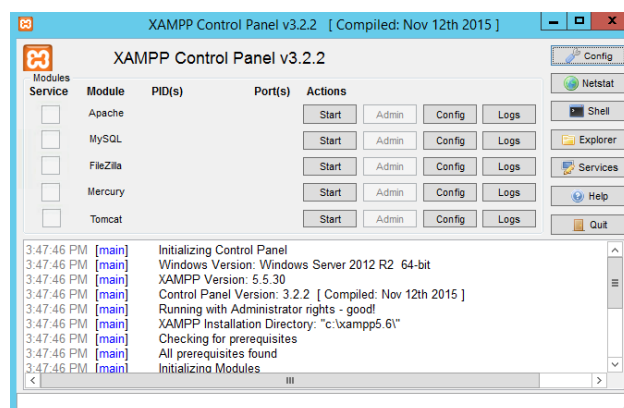 XAMPP Control Panel v3.2.2 [ Compiled: Nov 12th 2015 ]
XAMPP Control Panel v3.2.2
Config
Modules
Service Module PID(s) Port(s) Actions
Netstat
Apache Start Admin Config Logs
Shell
MySQL Start Admin Config Logs
Explorer
FileZilla Start Admin Config Logs
Services
Mercury Start Admin Config Logs
Help
Tomcat Start Admin Config Logs
Quit
3:47:46 PM [main] Initializing Control Panel
3:47:46 PM [main] Windows Version: Windows Server 2012 R2 64-bit
3:47:46 PM [main] XAMPP Version: 5.5.30
3:47:46 PM [main] Control Panel Version: 3.2.2 [ Compiled: Nov 12th 2015 ]
3:47:46 PM [main] Running with Administrator rights - good!
3:47:46 PM [main] XAMPP Installation Directory: "c:\xampp5.6\"
3:47:46 PM [main] Checking for prerequisites
3:47:46 PM [main] All prerequisites found
3:47:46 PM [main] Initializing Modules